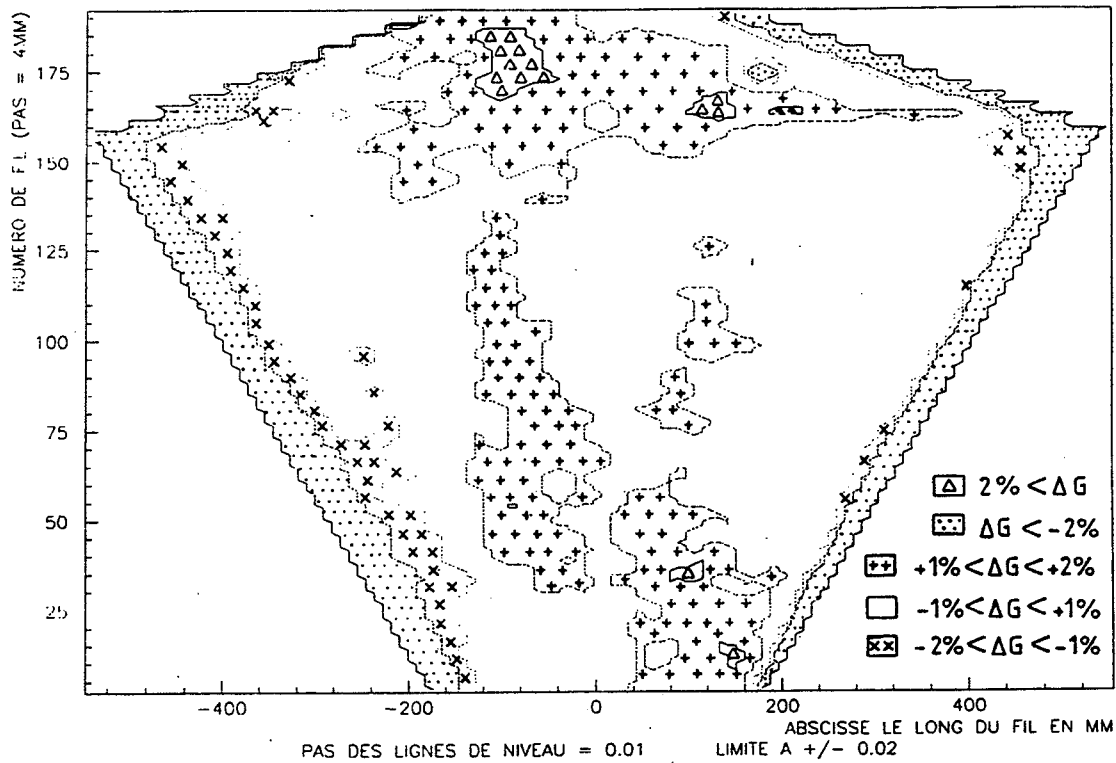 NUMERO DE FIL (PAS = 4MM)
175
150
125
100
75
50
25
2% < ΔG
ΔG < -2%
+1% < ΔG < +2%
-1% < ΔG < +1%
-2% < ΔG < -1%
-400
-200
0
200
400
ABSCISSE LE LONG DU FIL EN MM
PAS DES LIGNES DE NIVEAU = 0.01 LIMITE A +/- 0.02